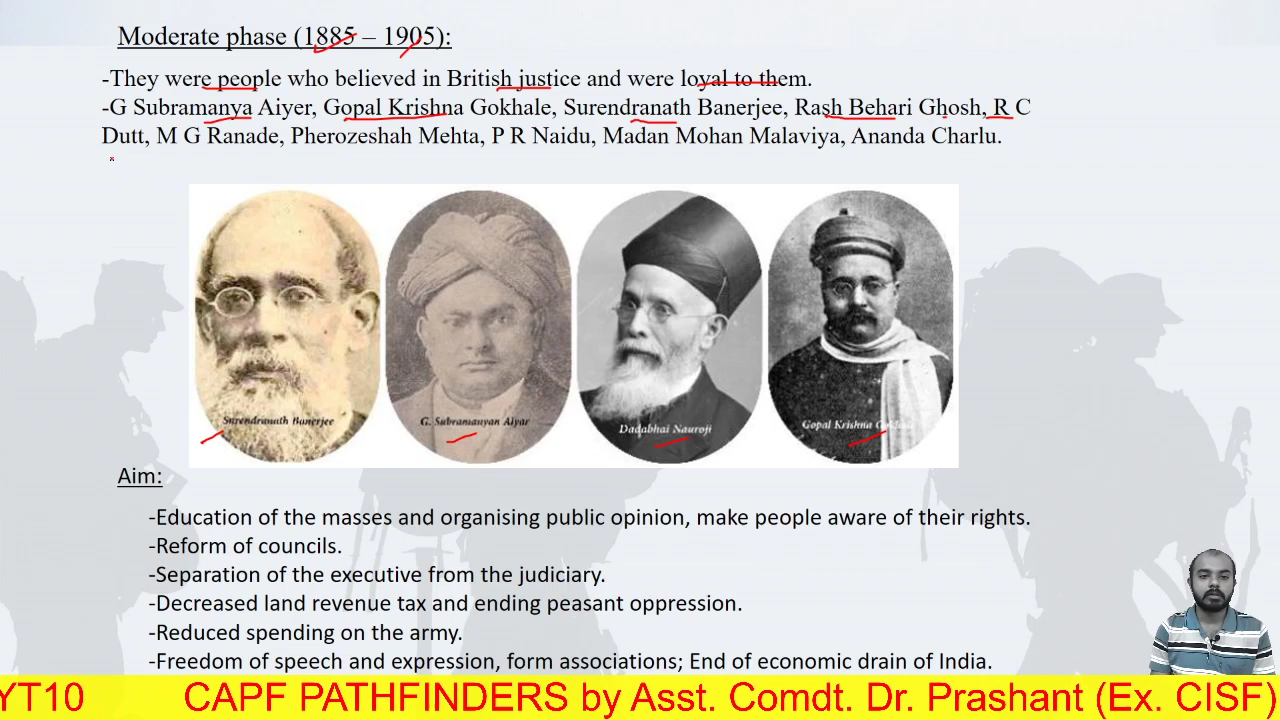 Moderate phase (1885 – 1905):
-They were people who believed in British justice and were loyal to them.
-G Subramanya Aiyer, Gopal Krishna Gokhale, Surendranath Banerjee, Rash Behari Ghosh, R C
Dutt, M G Ranade, Pherozeshah Mehta, P R Naidu, Madan Mohan Malaviya, Ananda Charlu.
Surendranath Banerjee
G. Subramanyan Aiyar
Dadabhai Nauroji
Gopal Krishna Gokhale
Aim:
-Education of the masses and organising public opinion, make people aware of their rights.
-Reform of councils.
-Separation of the executive from the judiciary.
-Decreased land revenue tax and ending peasant oppression.
-Reduced spending on the army.
-Freedom of speech and expression, form associations; End of economic drain of India.
YT10 CAPF PATHFINDERS by Asst. Comdt. Dr. Prashant (Ex. CISF)